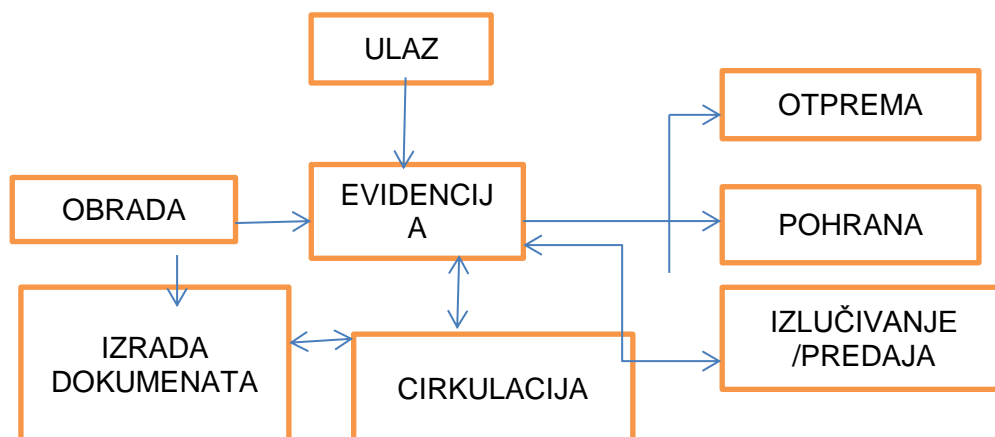 ULAZ
OTPREMA
OBRADA
EVIDENCIJ
A
POHRANA
IZRADA
DOKUMENATA
CIRKULACIJA
IZLUČIVANJE
/PREDAJA